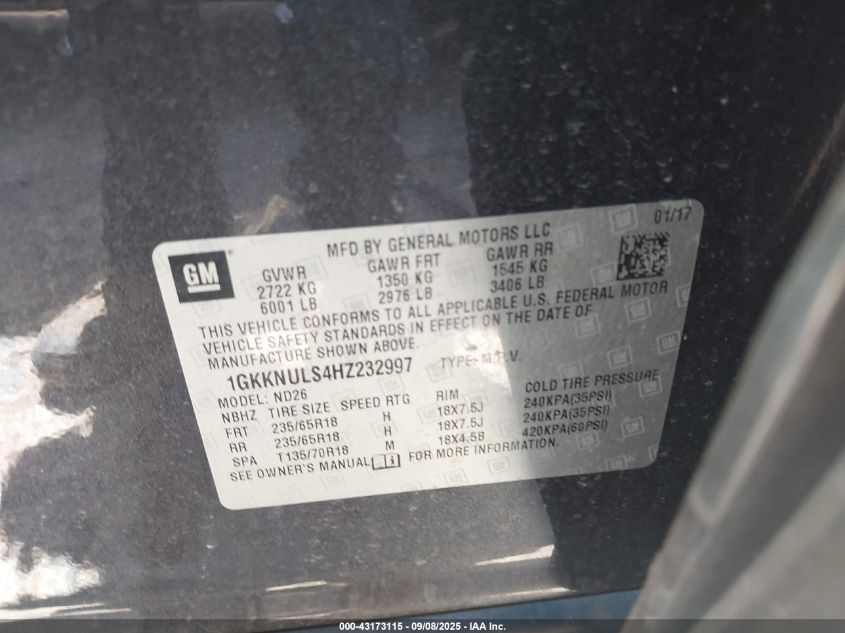 01/17
MFD BY GENERAL MOTORS LLC
GM
GVWR GAWR FRT GAWR RR
2722 KG 1350 KG 1545 KG
6001 LB 2976 LB 3406 LB
THIS VEHICLE CONFORMS TO ALL APPLICABLE U.S. FEDERAL MOTOR
VEHICLE SAFETY STANDARDS IN EFFECT ON THE DATE OF
MANUFACTURE SHOWN ABOVE.
1GKKNULS4HZ232997 TYPE: M.P.V.
MODEL: ND26
NBHZ TIRE SIZE SPEED RTG RIM COLD TIRE PRESSURE
FRT 235/65R18 H 18X7.5J 240KPA(35PSI)
RR 235/65R18 H 18X7.5J 240KPA(35PSI)
SPA T135/70R18 M 18X4.5B 420KPA(60PSI)
SEE OWNER'S MANUAL FOR MORE INFORMATION.
000-43173115 - 09/08/2025 - IAA Inc.